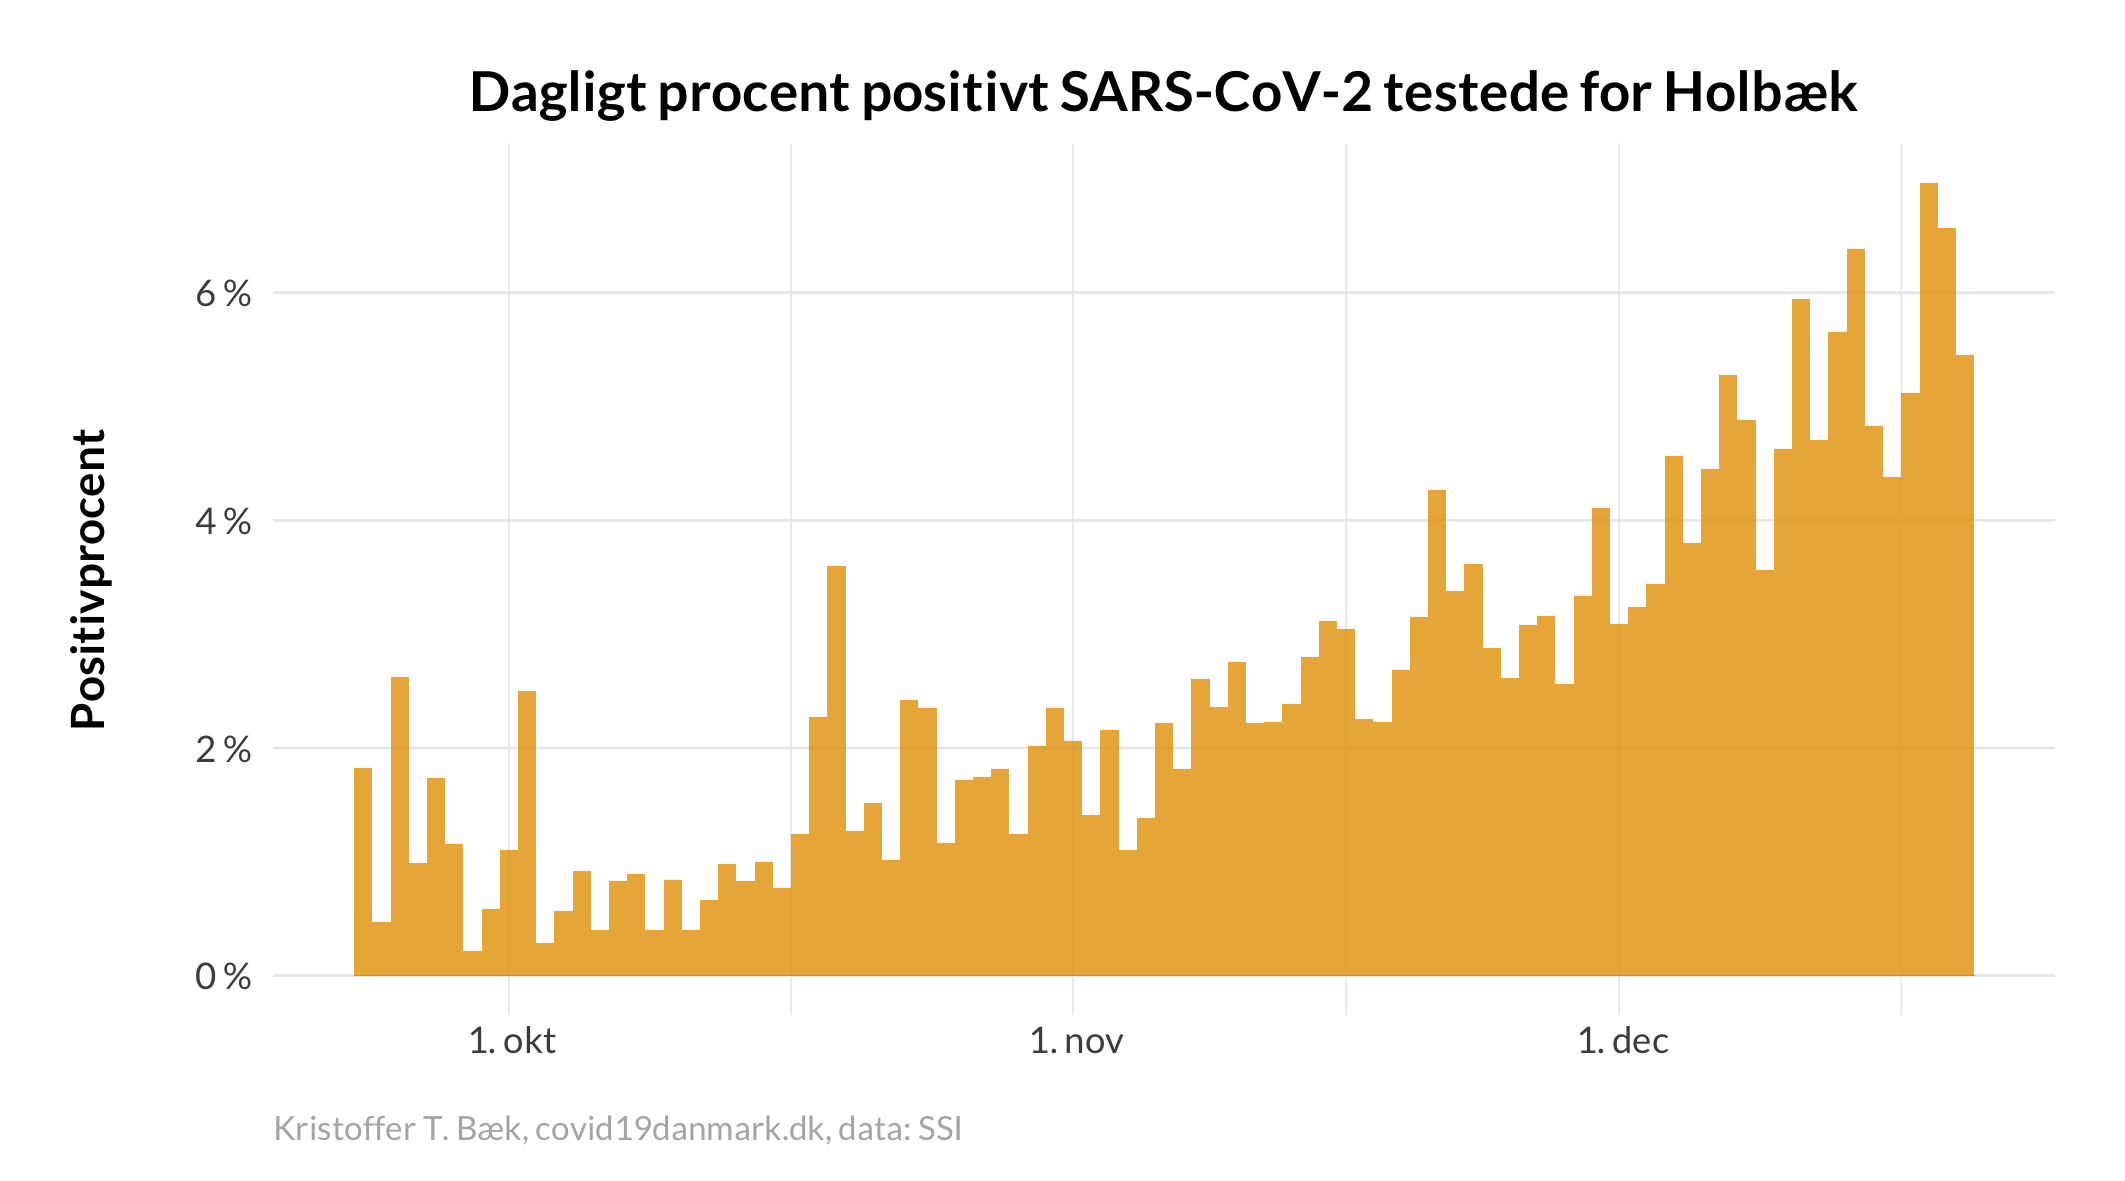 Dagligt procent positivt SARS-CoV-2 testede for Holbæk
Positivprocent
6 %
4 %
2 %
0 %
1. okt
1. nov
1. dec
Kristoffer T. Bæk, covid19danmark.dk, data: SSI